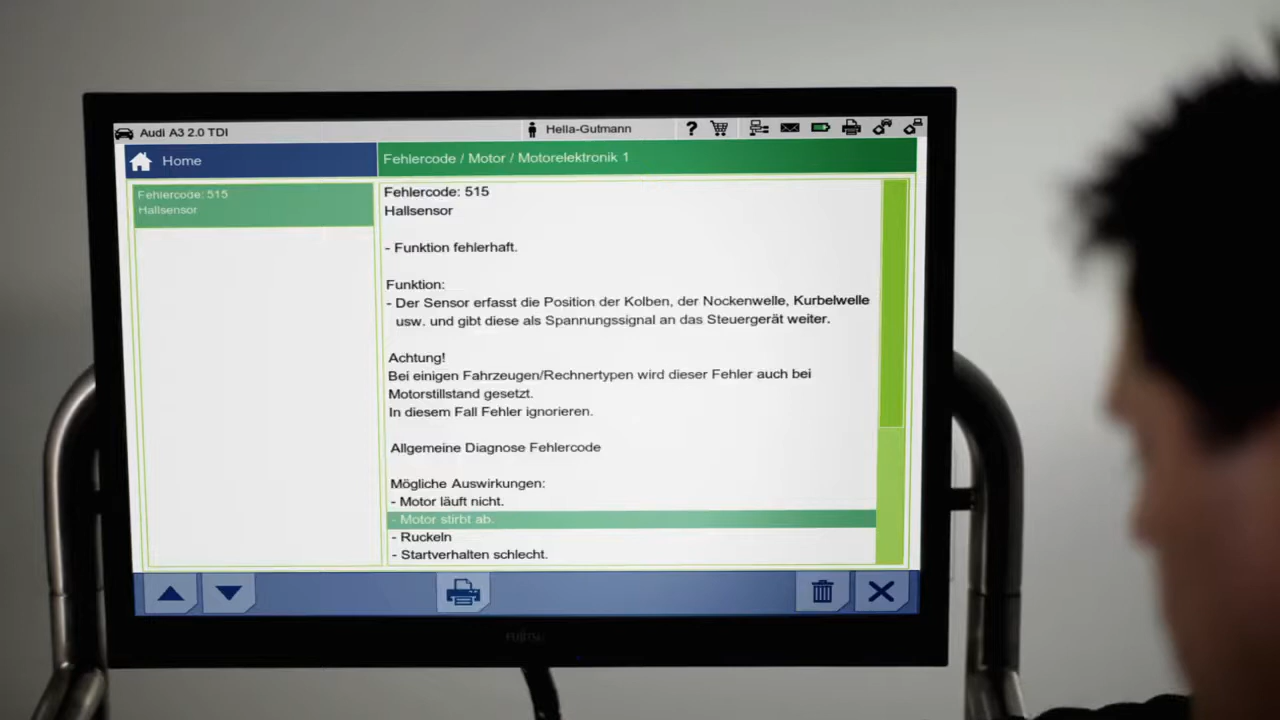 Audi A3 2.0 TDI
Hella-Gutmann
?
Home
Fehlercode / Motor / Motorelektronik 1
Fehlercode: 515
Hallsensor
Fehlercode: 515
Hallsensor
- Funktion fehlerhaft.
Funktion:
- Der Sensor erfasst die Position der Kolben, der Nockenwelle, Kurbelwelle
usw. und gibt diese als Spannungssignal an das Steuergerät weiter.
Achtung!
Bei einigen Fahrzeugen/Rechnertypen wird dieser Fehler auch bei
Motorstillstand gesetzt.
In diesem Fall Fehler ignorieren.
Allgemeine Diagnose Fehlercode
Mögliche Auswirkungen:
- Motor läuft nicht.
- Motor stirbt ab.
- Ruckeln
- Startverhalten schlecht.
FUJITSU